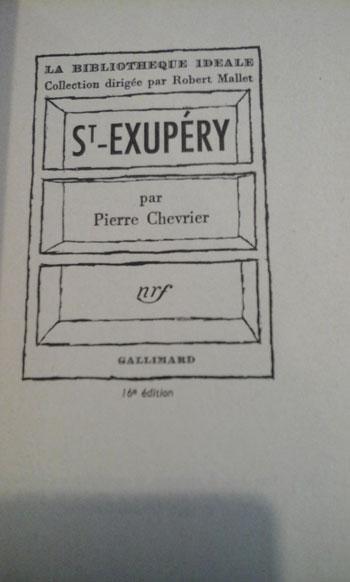 LA BIBLIOTHEQUE IDEALE
Collection dirigée par Robert Mallet
ST-EXUPÉRY
par
Pierre Chevrier
nrf
GALLIMARD
16e édition